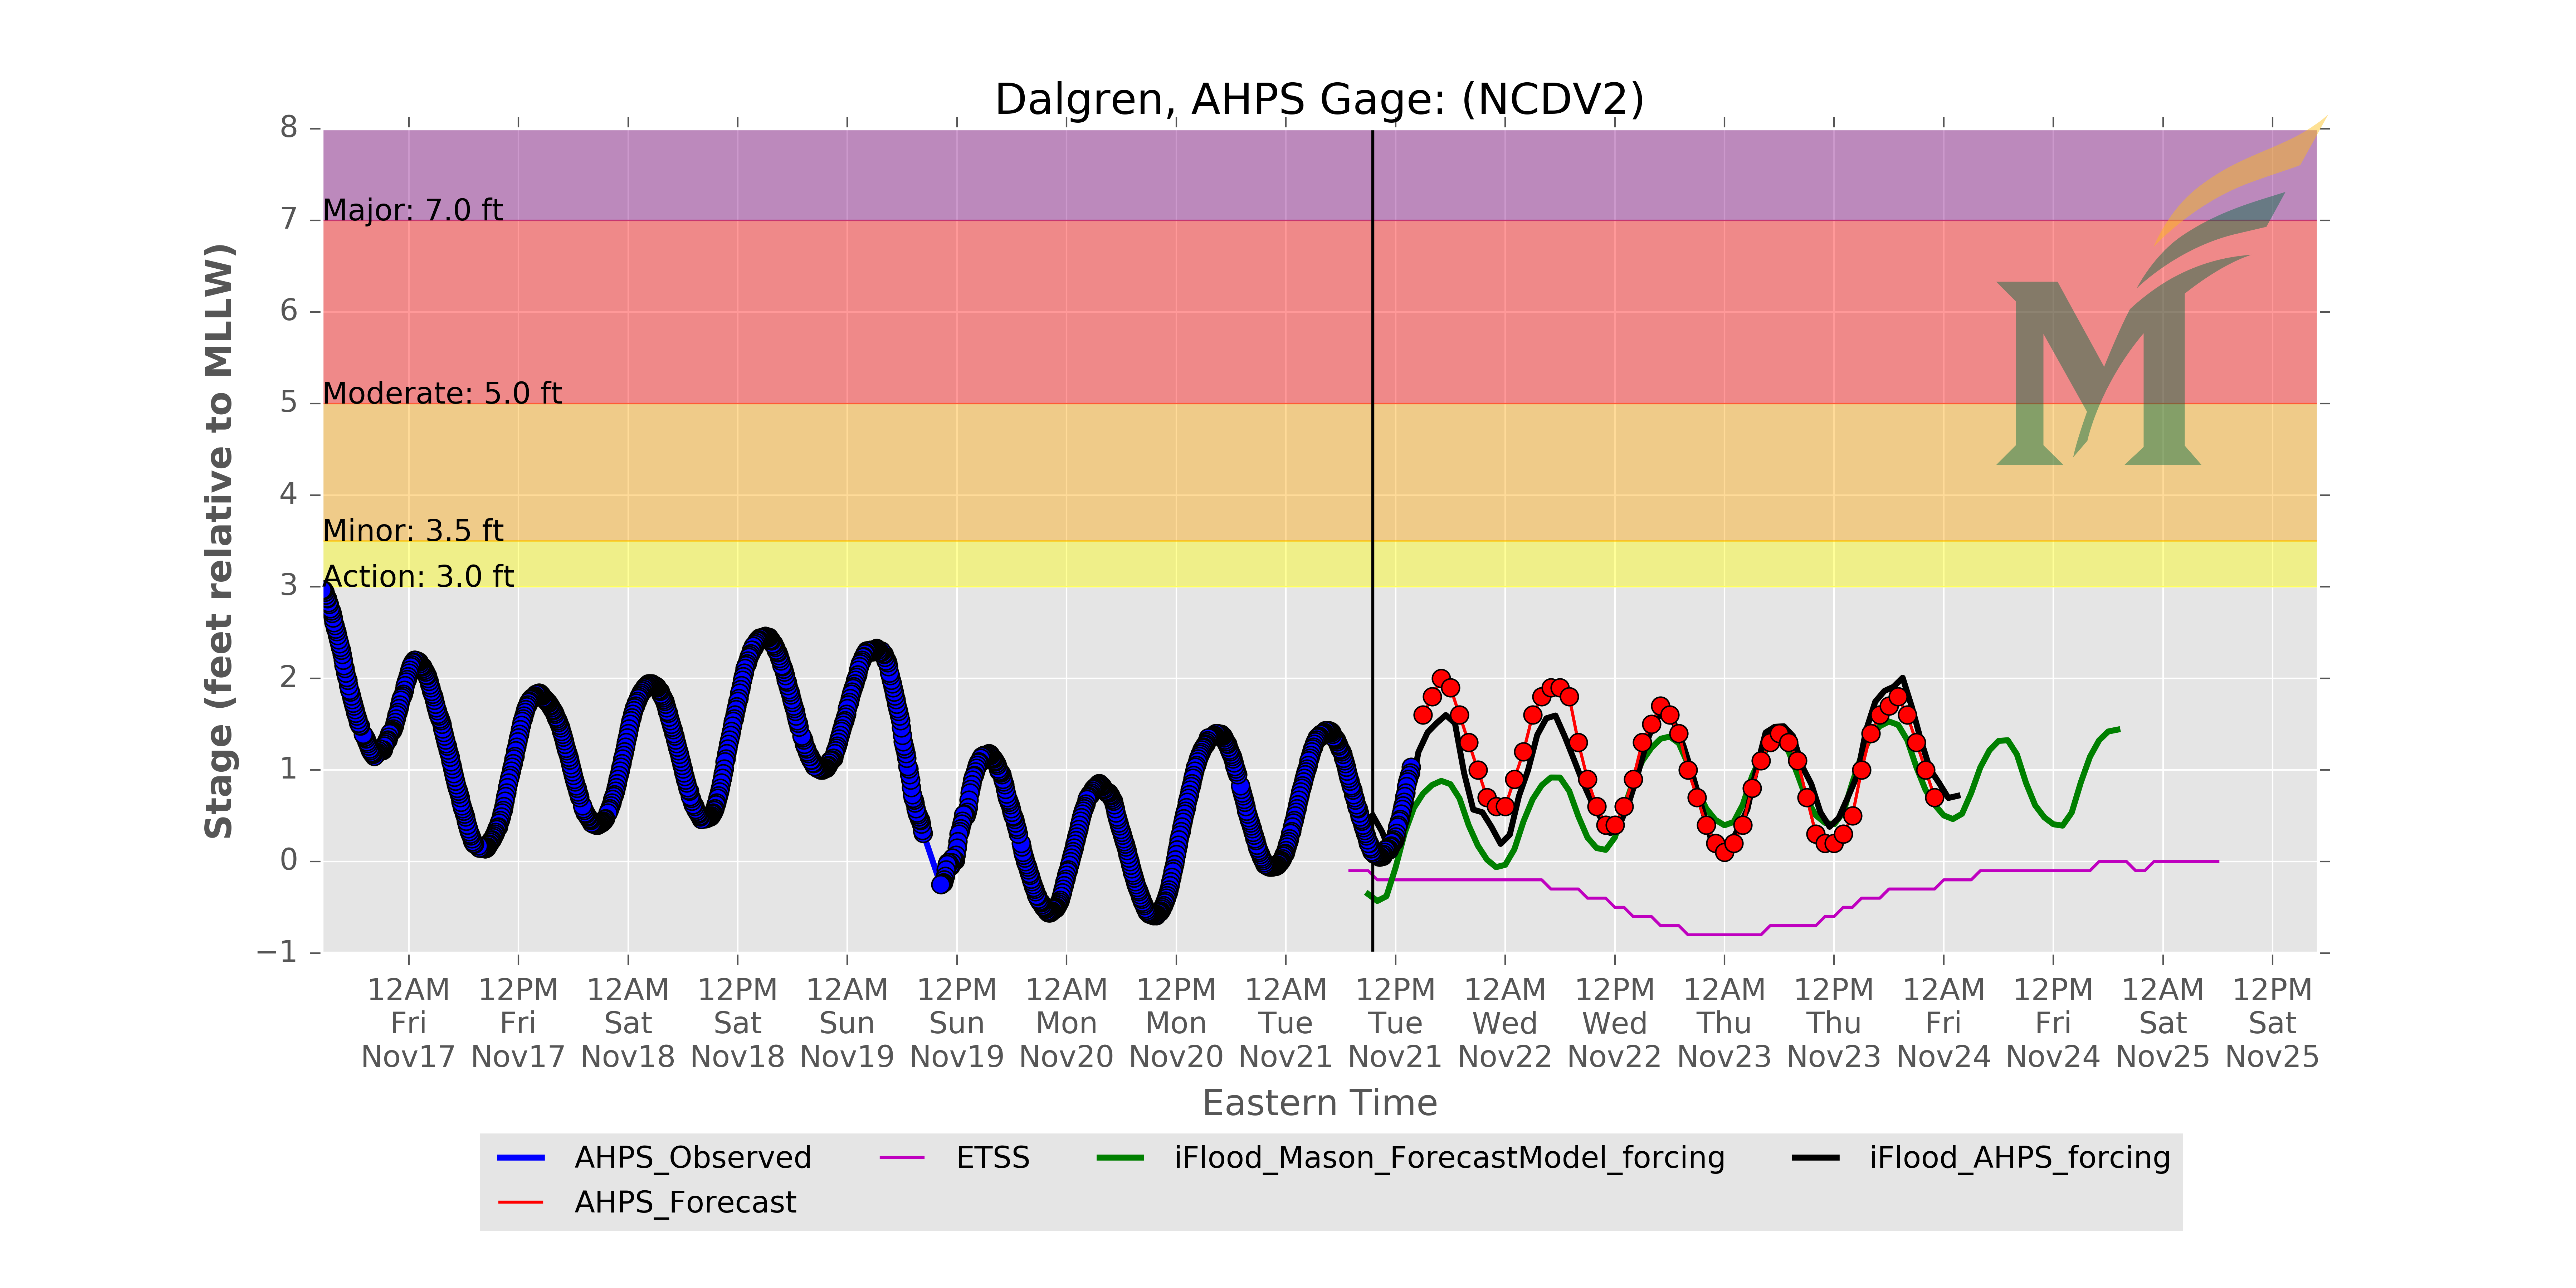 Dalgren, AHPS Gage: (NCDV2)
8
7
6
5
4
3
2
1
0
−1
Stage (feet relative to MLLW)
Major: 7.0 ft
Moderate: 5.0 ft
Minor: 3.5 ft
Action: 3.0 ft
M
12AM 12PM 12AM 12PM 12AM 12PM 12AM 12PM 12AM 12PM 12AM 12PM 12AM 12PM 12AM 12PM 12AM 12PM
Fri Fri Sat Sat Sun Sun Mon Mon Tue Tue Wed Wed Thu Thu Fri Fri Sat Sat
Nov17 Nov17 Nov18 Nov18 Nov19 Nov19 Nov20 Nov20 Nov21 Nov21 Nov22 Nov22 Nov23 Nov23 Nov24 Nov24 Nov25 Nov25
Eastern Time
AHPS_Observed ETSS iFlood_Mason_ForecastModel_forcing iFlood_AHPS_forcing
AHPS_Forecast